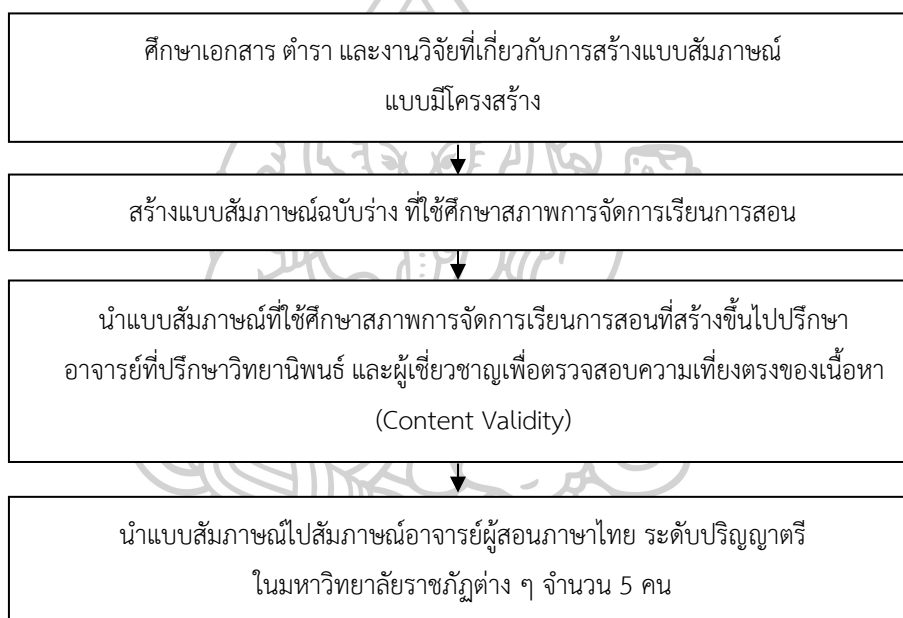 ศึกษาเอกสาร ตำรา และงานวิจัยที่เกี่ยวกับการสร้างแบบสัมภาษณ์
แบบมีโครงสร้าง
สร้างแบบสัมภาษณ์ฉบับร่าง ที่ใช้ศึกษาสภาพการจัดการเรียนการสอน
นำแบบสัมภาษณ์ที่ใช้ศึกษาสภาพการจัดการเรียนการสอนที่สร้างขึ้นไปปรึกษา
อาจารย์ที่ปรึกษาวิทยานิพนธ์ และผู้เชี่ยวชาญเพื่อตรวจสอบความเที่ยงตรงของเนื้อหา
(Content Validity)
นำแบบสัมภาษณ์ไปสัมภาษณ์อาจารย์ผู้สอนภาษาไทย ระดับปริญญาตรี
ในมหาวิทยาลัยราชภัฏต่าง ๆ จำนวน 5 คน